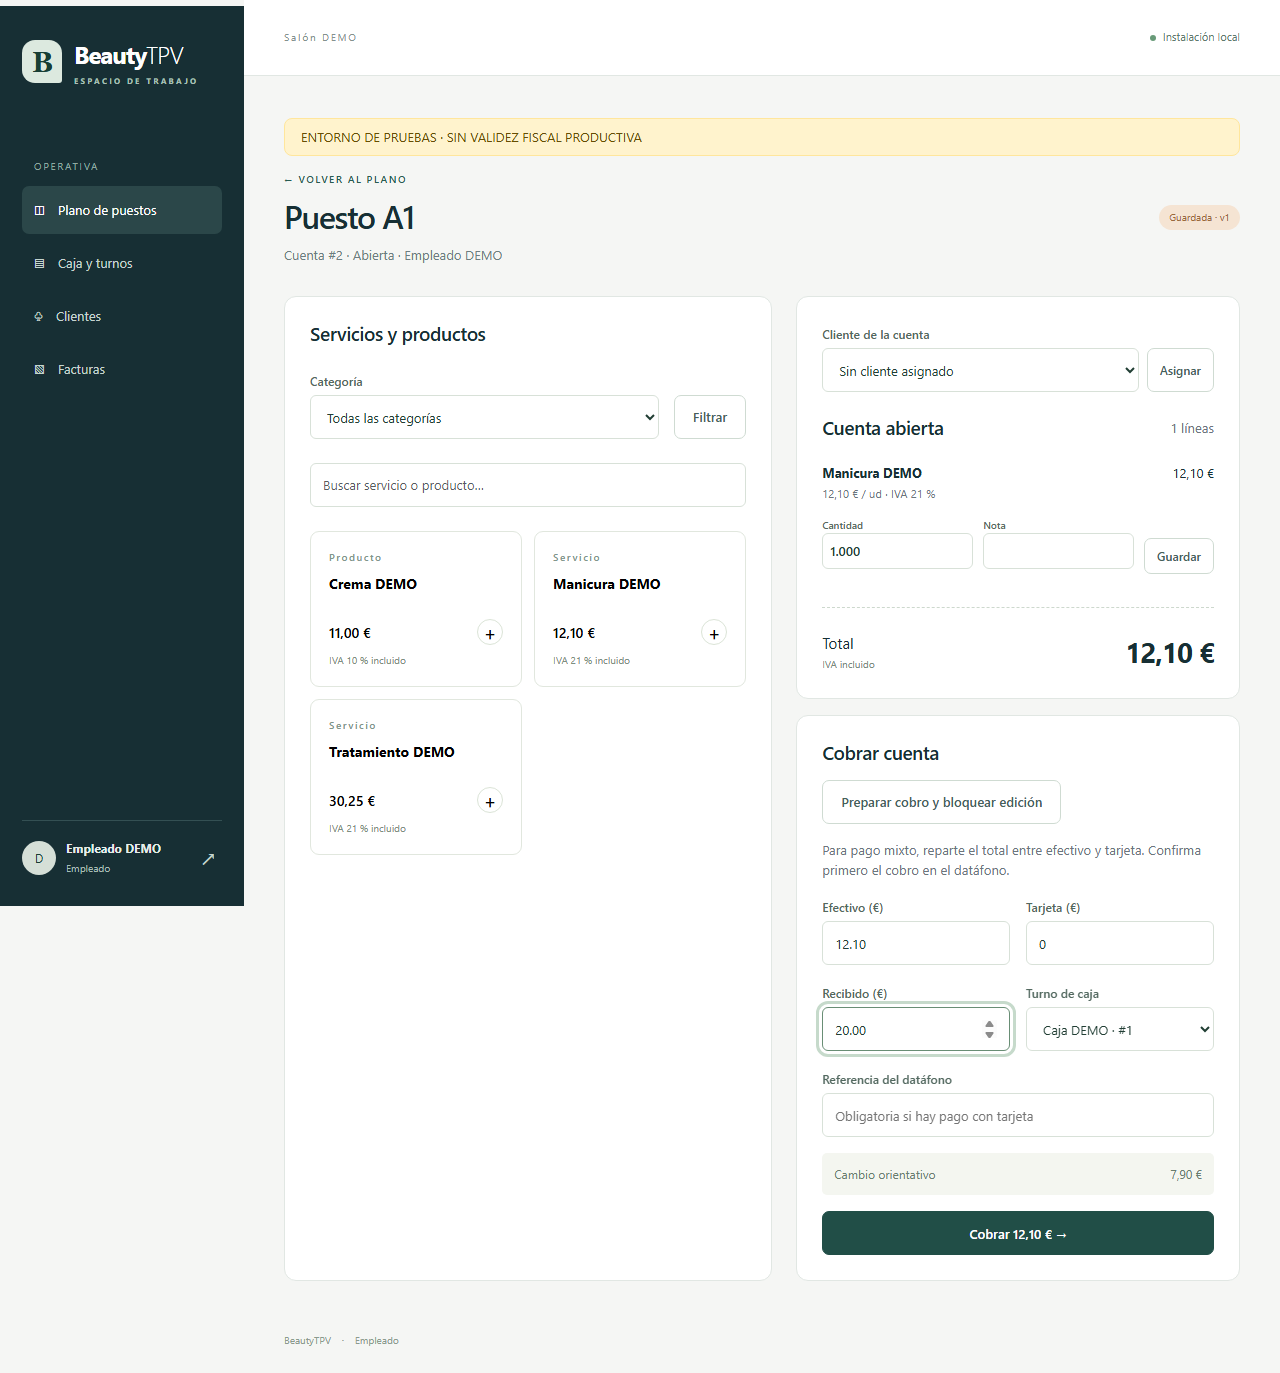 B
BeautyTPV
ESPACIO DE TRABAJO
OPERATIVA
Plano de puestos
Caja y turnos
Clientes
Facturas
D
Empleado DEMO
Empleado
Salón DEMO
Instalación local
ENTORNO DE PRUEBAS · SIN VALIDEZ FISCAL PRODUCTIVA
← VOLVER AL PLANO
Puesto A1
Guardada · v1
Cuenta #2 · Abierta · Empleado DEMO
Servicios y productos
Categoría
Todas las categorías
Filtrar
Buscar servicio o producto...
Producto
Crema DEMO
11,00 €
+
IVA 10 % incluido
Servicio
Manicura DEMO
12,10 €
+
IVA 21 % incluido
Servicio
Tratamiento DEMO
30,25 €
+
IVA 21 % incluido
Cliente de la cuenta
Sin cliente asignado
Asignar
Cuenta abierta
1 líneas
Manicura DEMO
12,10 €
12,10 € / ud · IVA 21 %
Cantidad
Nota
1.000
Guardar
Total
IVA incluido
12,10 €
Cobrar cuenta
Preparar cobro y bloquear edición
Para pago mixto, reparte el total entre efectivo y tarjeta. Confirma
primero el cobro en el datáfono.
Efectivo (€)
Tarjeta (€)
12.10
0
Recibido (€)
Turno de caja
20.00
Caja DEMO · #1
Referencia del datáfono
Obligatoria si hay pago con tarjeta
Cambio orientativo
7,90 €
Cobrar 12,10 € →
BeautyTPV · Empleado